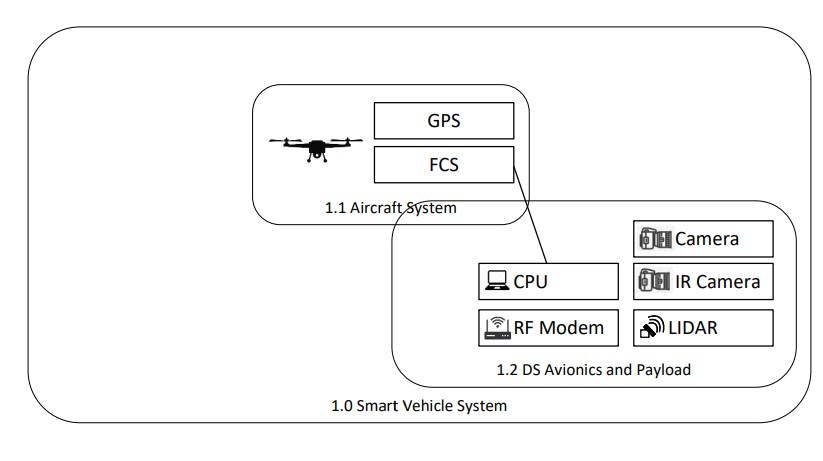 GPS
FCS
1.1 Aircraft System
Camera
CPU
IR Camera
RF Modem
LIDAR
1.2 DS Avionics and Payload
1.0 Smart Vehicle System